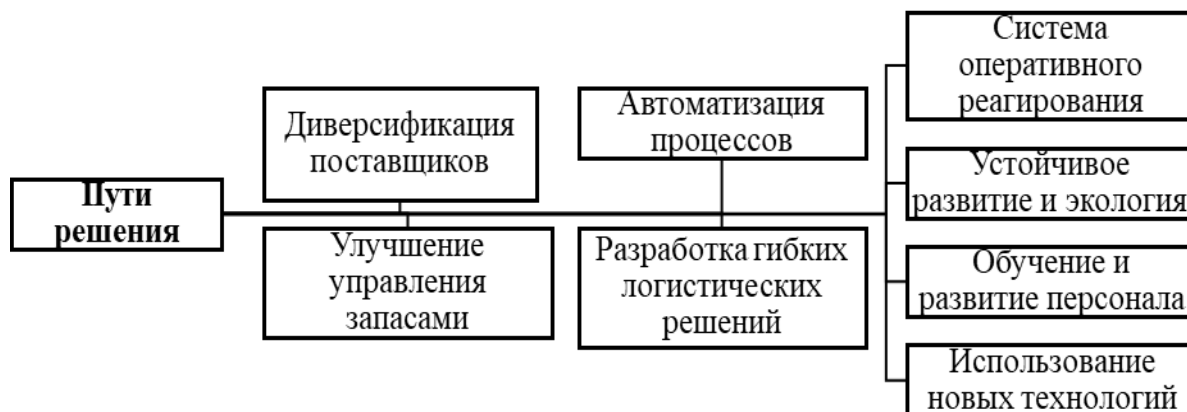 Пути
решения
Диверсификация
поставщиков
Улучшение
управления
запасами
Автоматизация
процессов
Разработка гибких
логистических
решений
Система
оперативного
реагирования
Устойчивое
развитие и экология
Обучение и
развитие персонала
Использование
новых технологий